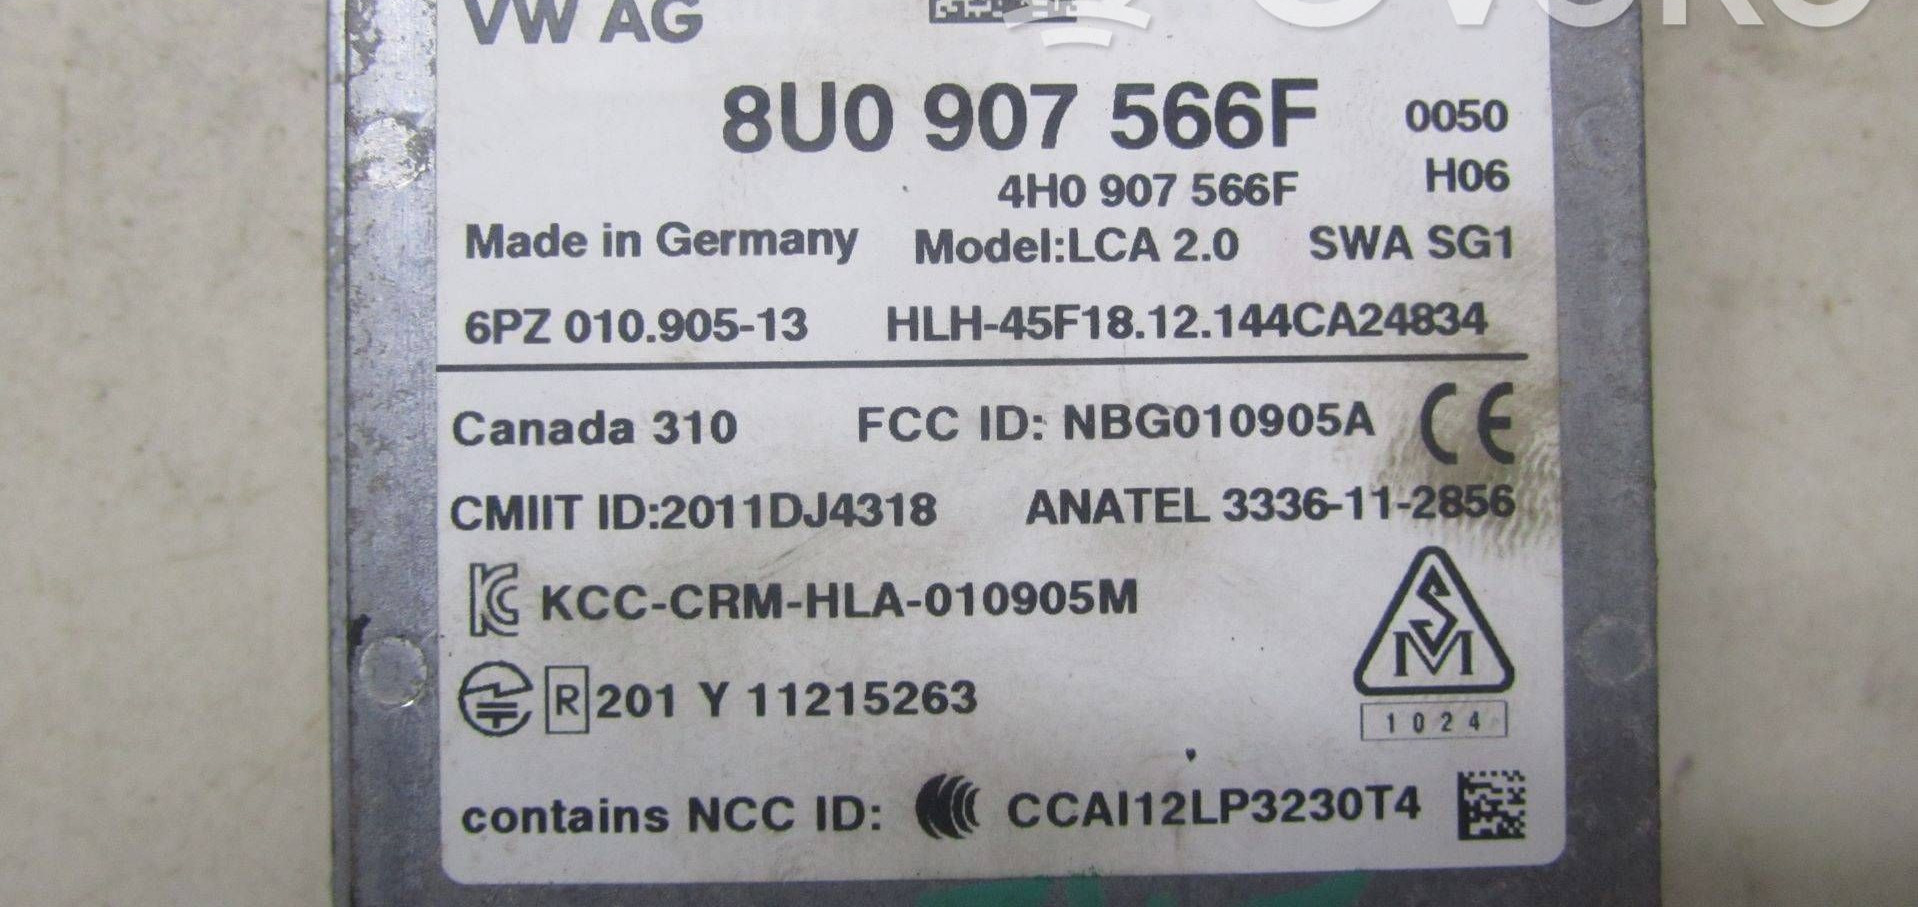 VW AG
8U0 907 566F 0050
4H0 907 566F H06
Made in Germany Model:LCA 2.0 SWA SG1
6PZ 010.905-13 HLH-45F18.12.144CA24834
Canada 310 FCC ID: NBG010905A CE
CMIIT ID:2011DJ4318 ANATEL 3336-11-2856
KCC-CRM-HLA-010905M
R 201 Y 11215263
SM
1024
contains NCC ID: CCAI12LP3230T4